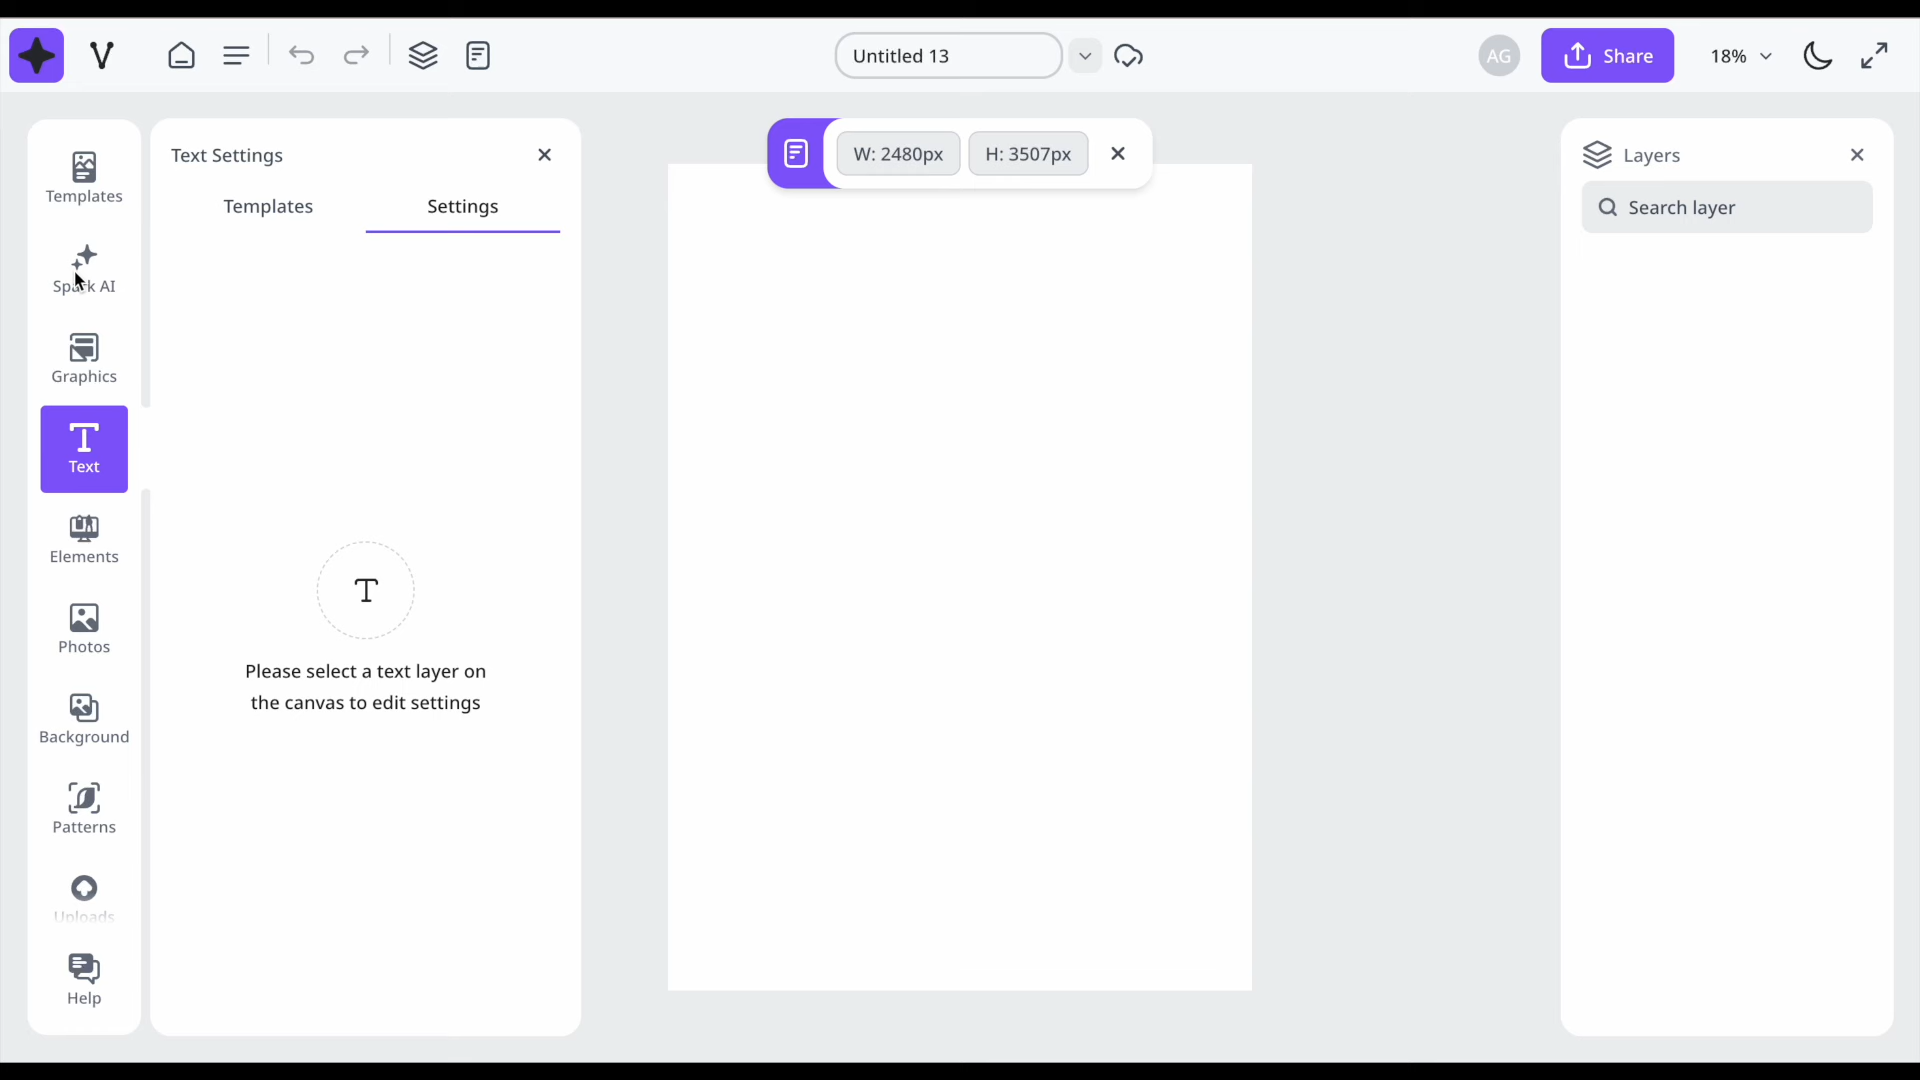 Untitled 13
AG
Share
18%
Templates
Spark AI
Graphics
Text
Elements
Photos
Background
Patterns
Uploads
Help
Text Settings
Templates
Settings
Please select a text layer on
the canvas to edit settings
W: 2480px
H: 3507px
Layers
Search layer